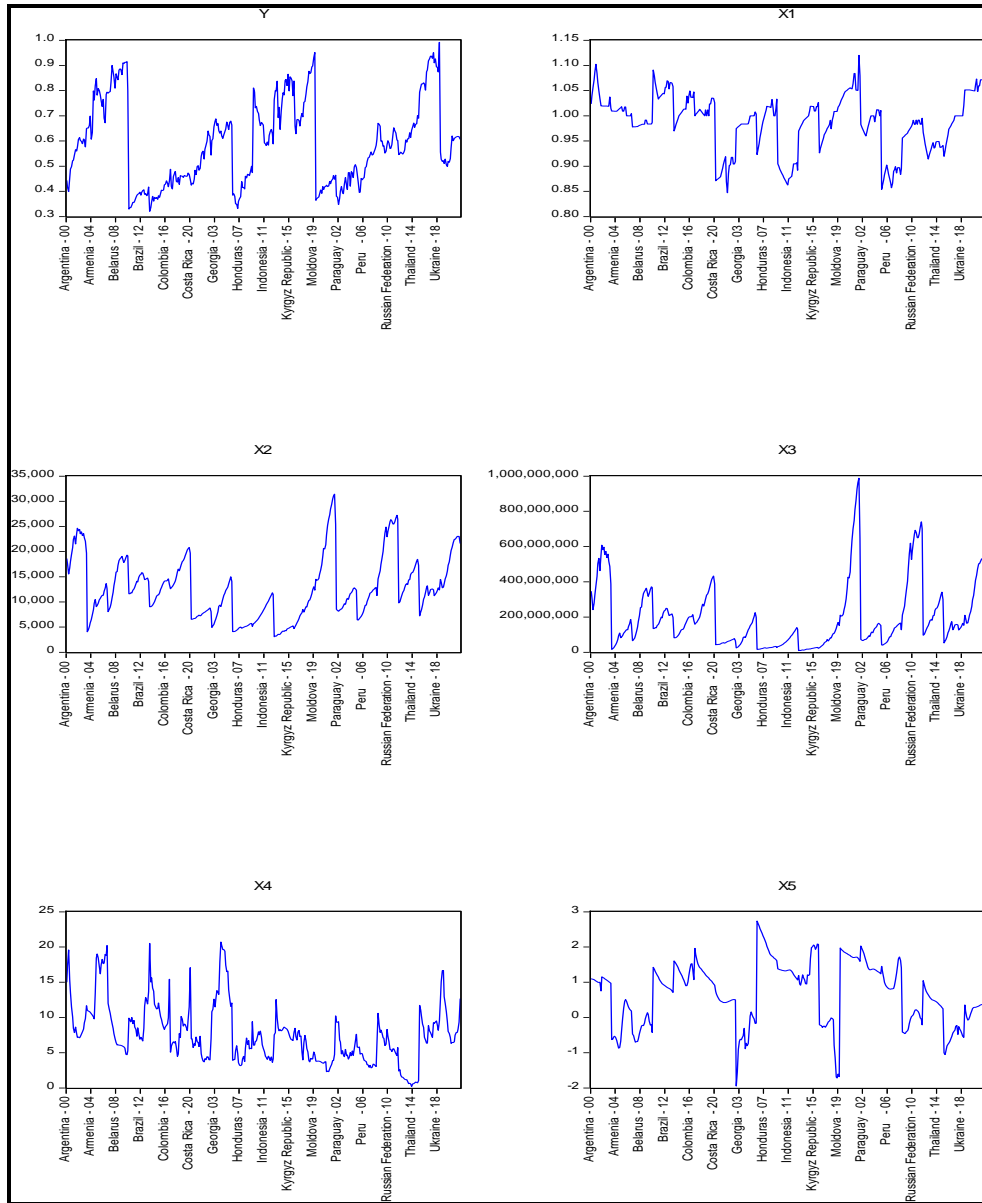 Y
1.0
0.9
0.8
0.7
0.6
0.5
0.4
0.3
Argentina - 00
Armenia - 04
Belarus - 08
Brazil - 12
Colombia - 16
Costa Rica - 20
Georgia - 03
Honduras - 07
Indonesia - 11
Kyrgyz Republic - 15
Moldova - 19
Paraguay - 02
Peru - 06
Russian Federation - 10
Thailand - 14
Ukraine - 18
X1
1.15
1.10
1.05
1.00
0.95
0.90
0.85
0.80
Argentina - 00
Armenia - 04
Belarus - 08
Brazil - 12
Colombia - 16
Costa Rica - 20
Georgia - 03
Honduras - 07
Indonesia - 11
Kyrgyz Republic - 15
Moldova - 19
Paraguay - 02
Peru - 06
Russian Federation - 10
Thailand - 14
Ukraine - 18
X2
35,000
30,000
25,000
20,000
15,000
10,000
5,000
0
Argentina - 00
Armenia - 04
Belarus - 08
Brazil - 12
Colombia - 16
Costa Rica - 20
Georgia - 03
Honduras - 07
Indonesia - 11
Kyrgyz Republic - 15
Moldova - 19
Paraguay - 02
Peru - 06
Russian Federation - 10
Thailand - 14
Ukraine - 18
X3
1,000,000,000
800,000,000
600,000,000
400,000,000
200,000,000
0
Argentina - 00
Armenia - 04
Belarus - 08
Brazil - 12
Colombia - 16
Costa Rica - 20
Georgia - 03
Honduras - 07
Indonesia - 11
Kyrgyz Republic - 15
Moldova - 19
Paraguay - 02
Peru - 06
Russian Federation - 10
Thailand - 14
Ukraine - 18
X4
25
20
15
10
5
0
Argentina - 00
Armenia - 04
Belarus - 08
Brazil - 12
Colombia - 16
Costa Rica - 20
Georgia - 03
Honduras - 07
Indonesia - 11
Kyrgyz Republic - 15
Moldova - 19
Paraguay - 02
Peru - 06
Russian Federation - 10
Thailand - 14
Ukraine - 18
X5
3
2
1
0
-1
-2
Argentina - 00
Armenia - 04
Belarus - 08
Brazil - 12
Colombia - 16
Costa Rica - 20
Georgia - 03
Honduras - 07
Indonesia - 11
Kyrgyz Republic - 15
Moldova - 19
Paraguay - 02
Peru - 06
Russian Federation - 10
Thailand - 14
Ukraine - 18